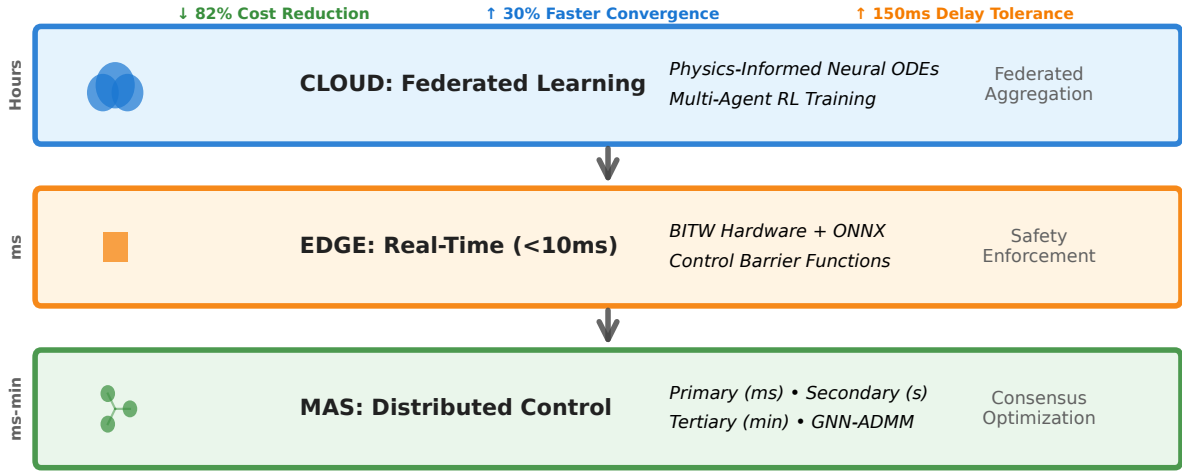 ↓ 82% Cost Reduction
↑ 30% Faster Convergence
↑ 150ms Delay Tolerance
Hours
CLOUD: Federated Learning
Physics-Informed Neural ODEs
Multi-Agent RL Training
Federated
Aggregation
ms
EDGE: Real-Time (<10ms)
BITW Hardware + ONNX
Control Barrier Functions
Safety
Enforcement
ms-min
MAS: Distributed Control
Primary (ms) • Secondary (s)
Tertiary (min) • GNN-ADMM
Consensus
Optimization